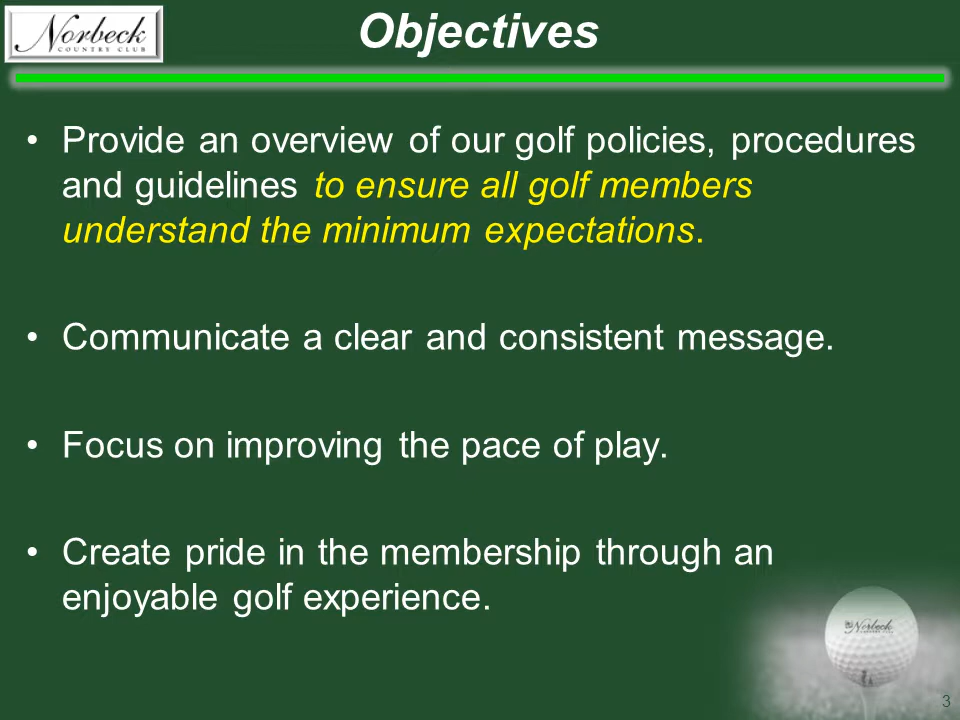 Norbeck
COUNTRY CLUB
Objectives
• Provide an overview of our golf policies, procedures
and guidelines to ensure all golf members
understand the minimum expectations.
• Communicate a clear and consistent message.
• Focus on improving the pace of play.
• Create pride in the membership through an
enjoyable golf experience.
Norbeck
COUNTRY CLUB
3